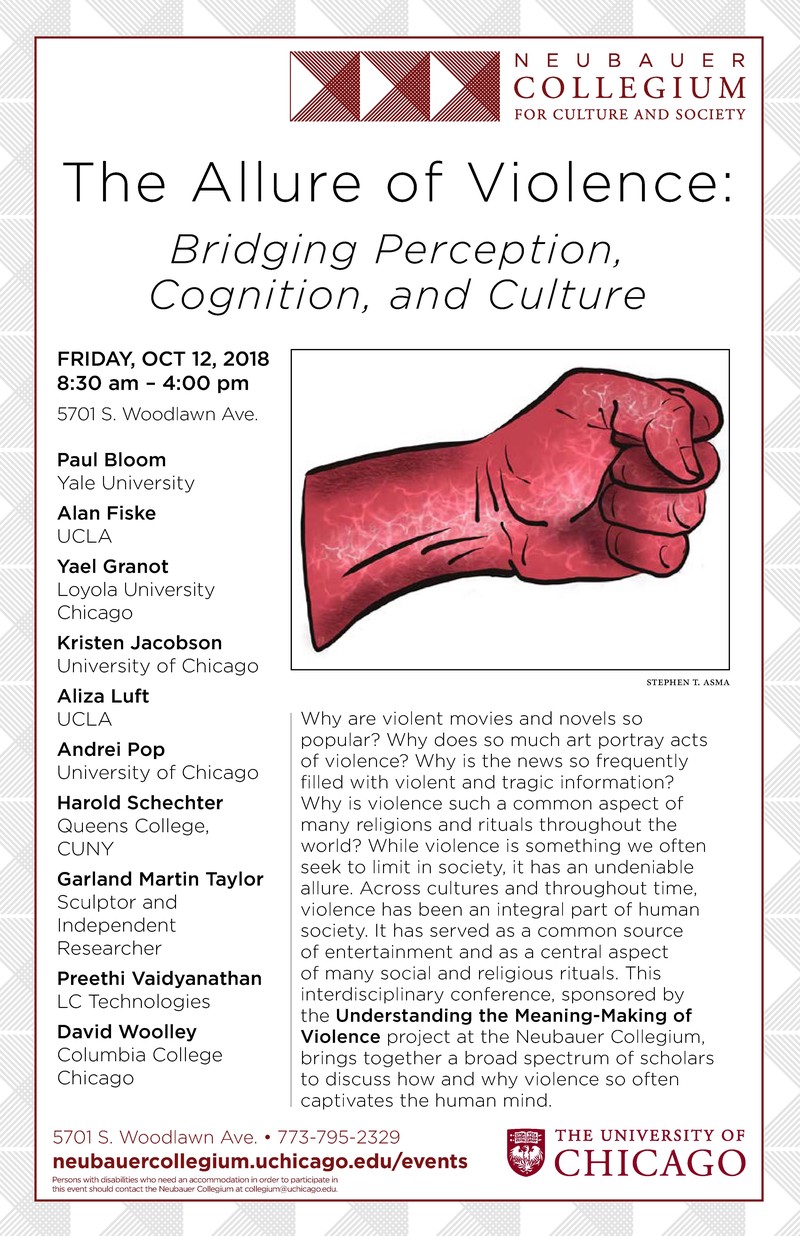 NEUBAUER
COLLEGIUM
FOR CULTURE AND SOCIETY
The Allure of Violence:
Bridging Perception,
Cognition, and Culture
FRIDAY, OCT 12, 2018
8:30 am – 4:00 pm
5701 S. Woodlawn Ave.
Paul Bloom
Yale University
Alan Fiske
UCLA
Yael Granot
Loyola University
Chicago
Kristen Jacobson
University of Chicago
Aliza Luft
UCLA
Andrei Pop
University of Chicago
Harold Schechter
Queens College,
CUNY
Garland Martin Taylor
Sculptor and
Independent
Researcher
Preethi Vaidyanathan
LC Technologies
David Woolley
Columbia College
Chicago
STEPHEN T. ASMA
Why are violent movies and novels so
popular? Why does so much art portray acts
of violence? Why is the news so frequently
filled with violent and tragic information?
Why is violence such a common aspect of
many religions and rituals throughout the
world? While violence is something we often
seek to limit in society, it has an undeniable
allure. Across cultures and throughout time,
violence has been an integral part of human
society. It has served as a common source
of entertainment and as a central aspect
of many social and religious rituals. This
interdisciplinary conference, sponsored by
the Understanding the Meaning-Making of
Violence project at the Neubauer Collegium,
brings together a broad spectrum of scholars
to discuss how and why violence so often
captivates the human mind.
5701 S. Woodlawn Ave. • 773-795-2329
neubauercollegium.uchicago.edu/events
Persons with disabilities who need an accommodation in order to participate in
this event should contact the Neubauer Collegium at collegium@uchicago.edu.
THE UNIVERSITY OF
CHICAGO